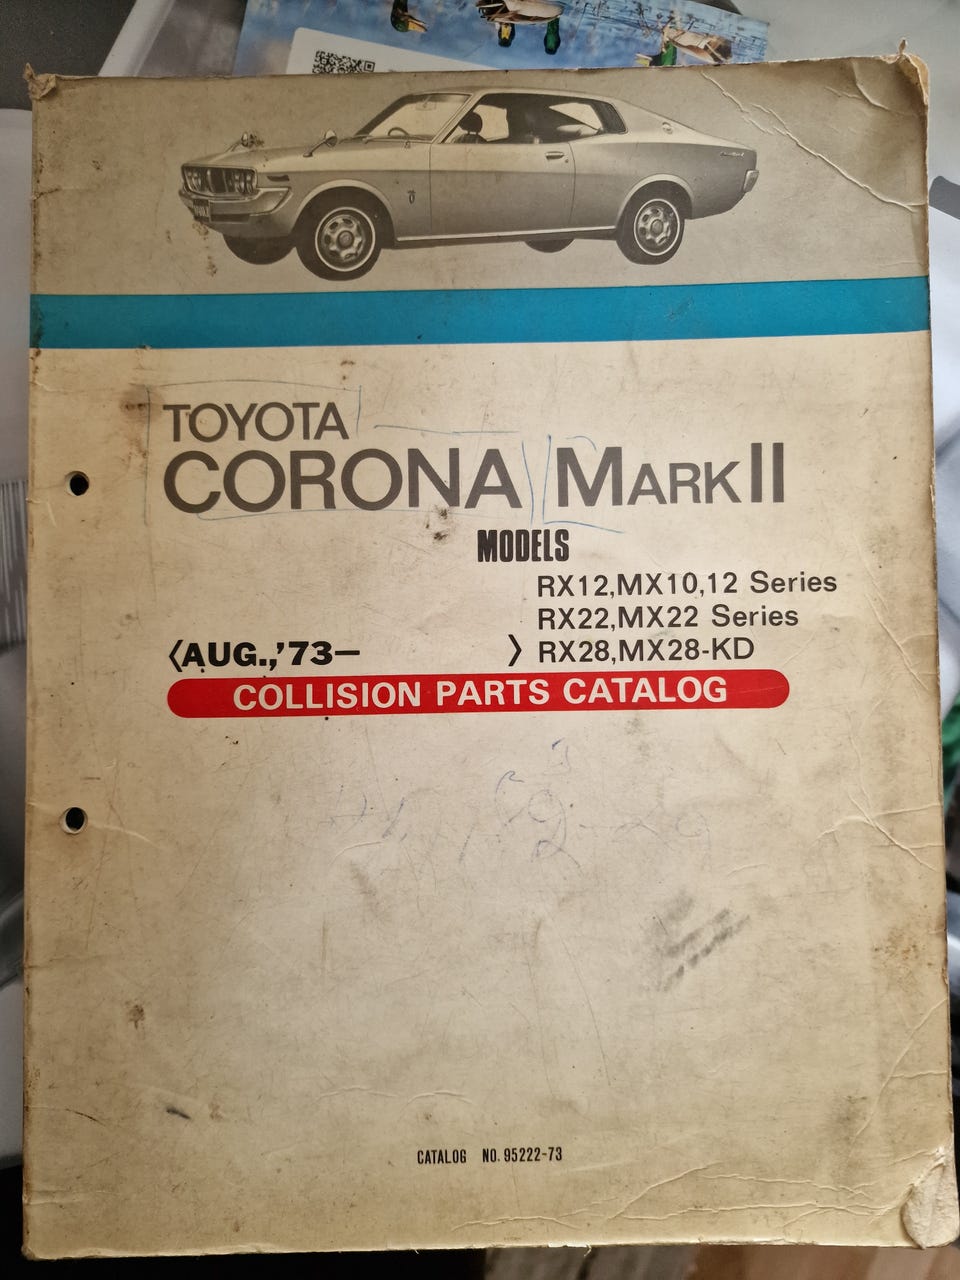 TOYOTA
CORONA MARK II
MODELS
RX12,MX10,12 Series
RX22,MX22 Series
〈AUG.,'73— 〉 RX28,MX28-KD
COLLISION PARTS CATALOG
CATALOG NO. 95222-73